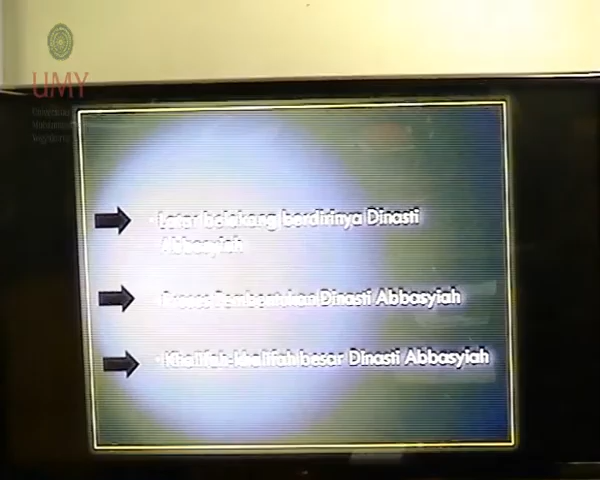 UMY
Latar belakang berdirinya Dinasti
Abbasyiah
Proses Pembentukan Dinasti Abbasyiah
Khalifah-khalifah besar Dinasti Abbasyiah